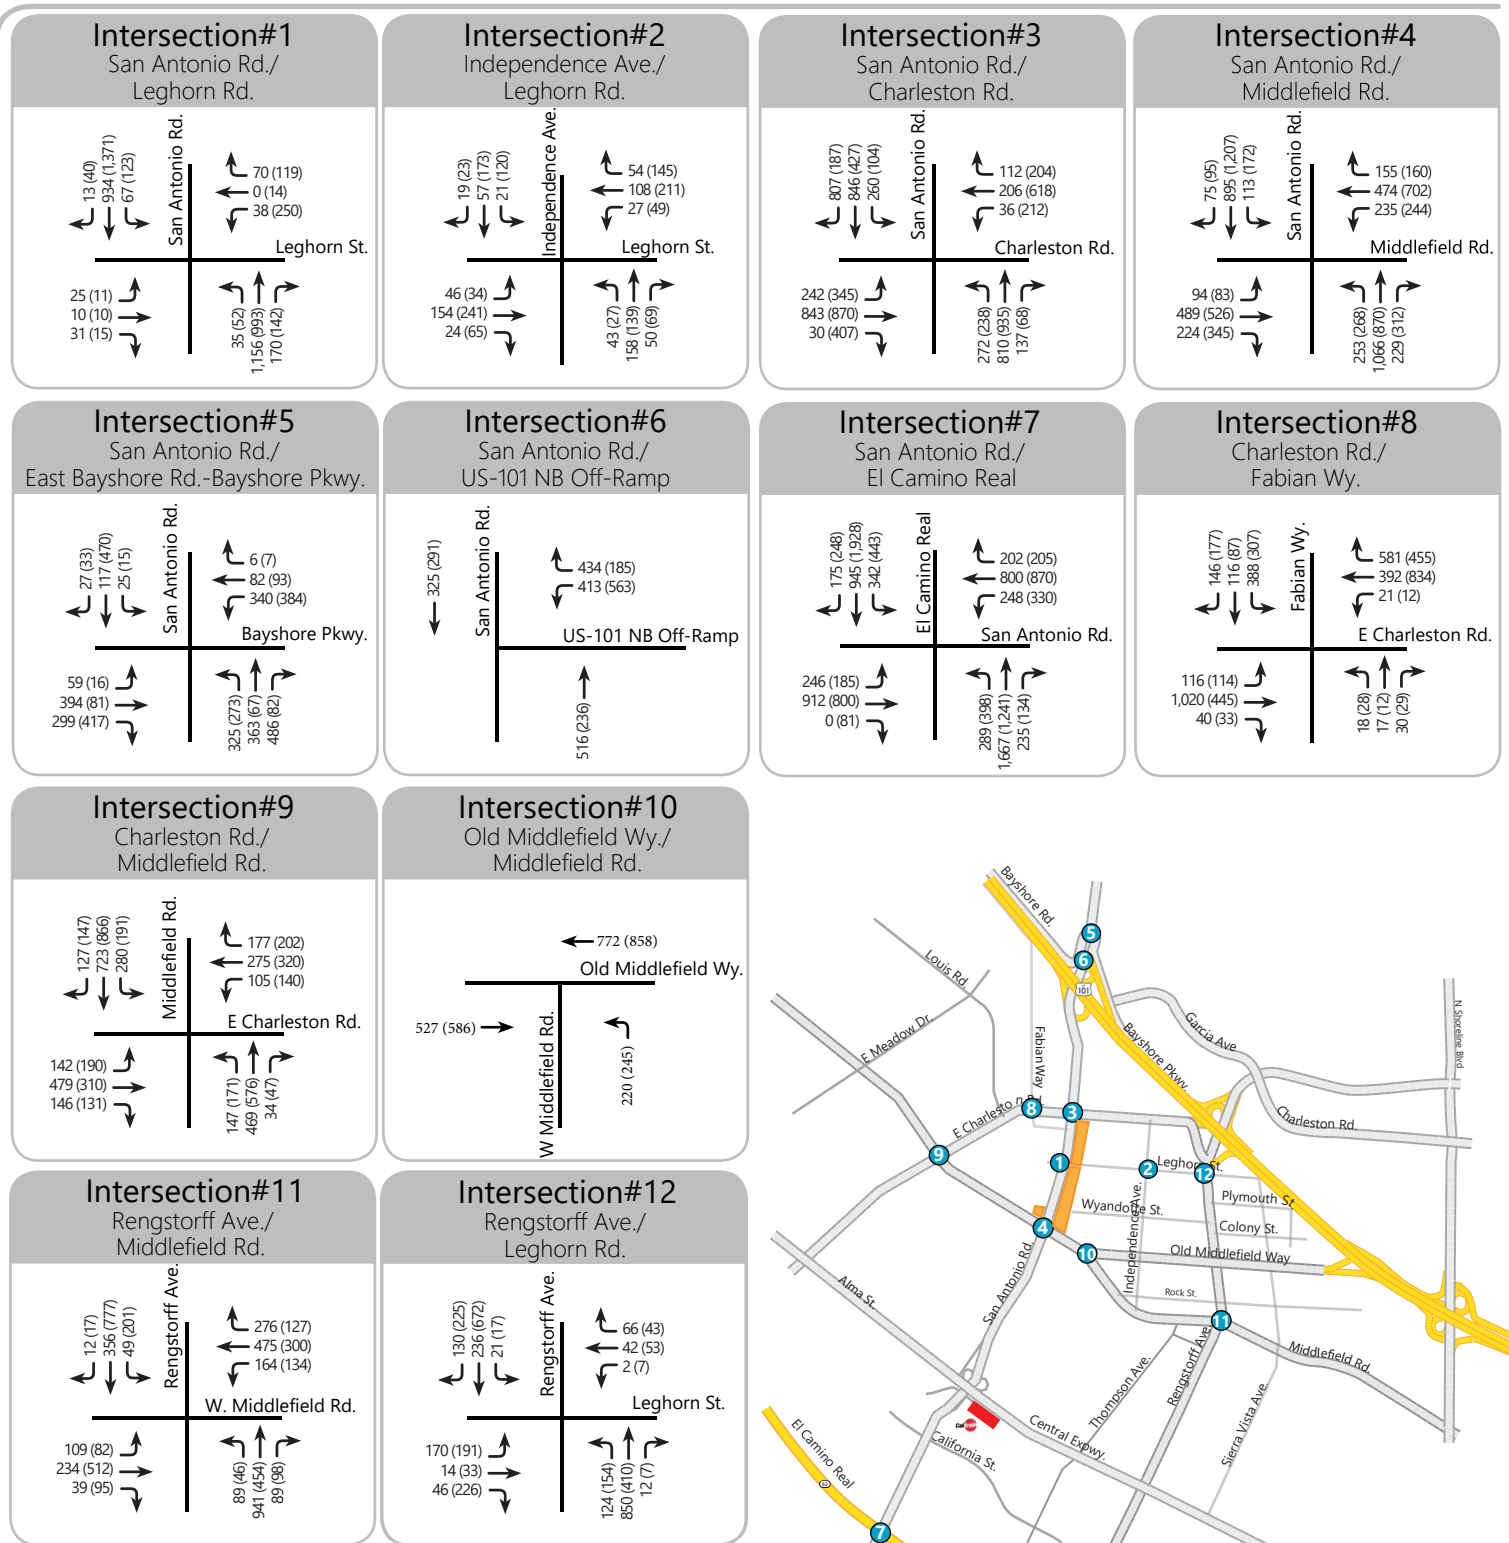 Intersection#1
San Antonio Rd./
Leghorn Rd.
13 (40)
934 (1,371)
67 (123)
San Antonio Rd.
70 (119)
0 (14)
38 (250)
Leghorn St.
25 (11)
10 (10)
31 (15)
35 (52)
1,156 (993)
170 (142)
Intersection#2
Independence Ave./
Leghorn Rd.
19 (23)
57 (173)
21 (120)
Independence Ave.
54 (145)
108 (211)
27 (49)
Leghorn St.
46 (34)
154 (241)
24 (65)
43 (27)
158 (139)
50 (69)
Intersection#3
San Antonio Rd./
Charleston Rd.
807 (187)
846 (427)
260 (104)
San Antonio Rd.
112 (204)
206 (618)
36 (212)
Charleston Rd.
242 (345)
843 (870)
30 (407)
272 (238)
810 (935)
137 (68)
Intersection#4
San Antonio Rd./
Middlefield Rd.
75 (95)
895 (1,207)
113 (172)
San Antonio Rd.
155 (160)
474 (702)
235 (244)
Middlefield Rd.
94 (83)
489 (526)
224 (345)
253 (268)
1,066 (870)
229 (312)
Intersection#5
San Antonio Rd./
East Bayshore Rd.-Bayshore Pkwy.
27 (33)
117 (470)
25 (15)
San Antonio Rd.
6 (7)
82 (93)
340 (384)
Bayshore Pkwy.
59 (16)
394 (81)
299 (417)
325 (273)
363 (67)
486 (82)
Intersection#6
San Antonio Rd./
US-101 NB Off-Ramp
325 (291)
San Antonio Rd.
434 (185)
413 (563)
US-101 NB Off-Ramp
516 (236)
Intersection#7
San Antonio Rd./
El Camino Real
175 (248)
945 (1,928)
342 (443)
El Camino Real
202 (205)
800 (870)
248 (330)
San Antonio Rd.
246 (185)
912 (800)
0 (81)
289 (398)
1,667 (1,241)
235 (134)
Intersection#8
Charleston Rd./
Fabian Wy.
146 (177)
116 (87)
388 (307)
Fabian Wy.
581 (455)
392 (834)
21 (12)
E Charleston Rd.
116 (114)
1,020 (445)
40 (33)
18 (28)
17 (12)
30 (29)
Intersection#9
Charleston Rd./
Middlefield Rd.
127 (147)
723 (866)
280 (191)
Middlefield Rd.
177 (202)
275 (320)
105 (140)
E Charleston Rd.
142 (190)
479 (310)
146 (131)
147 (171)
469 (576)
34 (47)
Intersection#10
Old Middlefield Wy./
Middlefield Rd.
772 (858)
Old Middlefield Wy.
527 (586)
W Middlefield Rd.
220 (245)
Intersection#11
Rengstorff Ave./
Middlefield Rd.
12 (17)
356 (777)
49 (201)
Rengstorff Ave.
276 (127)
475 (300)
164 (134)
W. Middlefield Rd.
109 (82)
234 (512)
39 (95)
89 (46)
941 (454)
89 (98)
Intersection#12
Rengstorff Ave./
Leghorn Rd.
130 (225)
236 (672)
21 (17)
Rengstorff Ave.
66 (43)
42 (53)
2 (7)
Leghorn St.
170 (191)
14 (33)
46 (226)
124 (154)
850 (410)
12 (7)
Bayshore Rd.
5
6
101
Louis Rd.
E Meadow Dr.
Fabian Way
Bayshore Pkwy.
Garcia Ave
N Shoreline Blvd
E Charleston Rd.
8
3
Charleston Rd.
9
1
2
Leghorn St.
12
Plymouth St
Wyandotte St.
Independence Ave.
Colony St.
4
10
Old Middlefield Way
San Antonio Rd.
Alma St.
Rock St.
11
Middlefield Rd.
Thompson Ave.
Rengstorff Ave.
Sierra Vista Ave.
Central Expwy.
California St.
El Camino Real
7